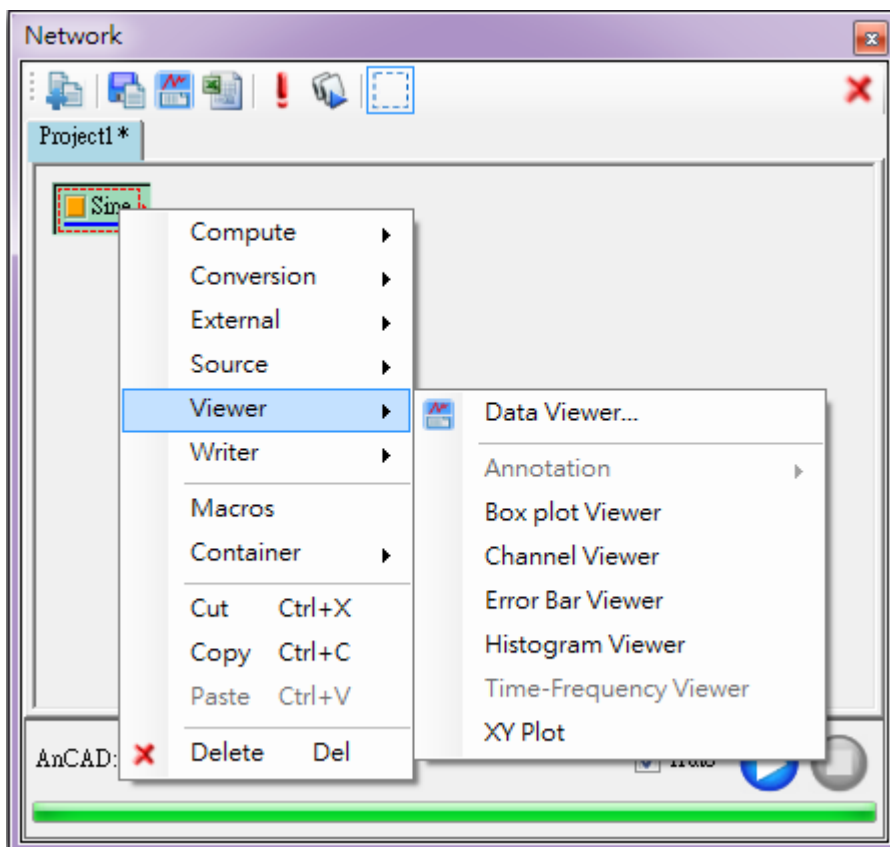 Network
Project1 *
Sine
Compute
Conversion
External
Source
Viewer
Writer
Macros
Container
Cut Ctrl+X
Copy Ctrl+C
Paste Ctrl+V
Delete Del
Data Viewer...
Annotation
Box plot Viewer
Channel Viewer
Error Bar Viewer
Histogram Viewer
Time-Frequency Viewer
XY Plot
AnCAD: